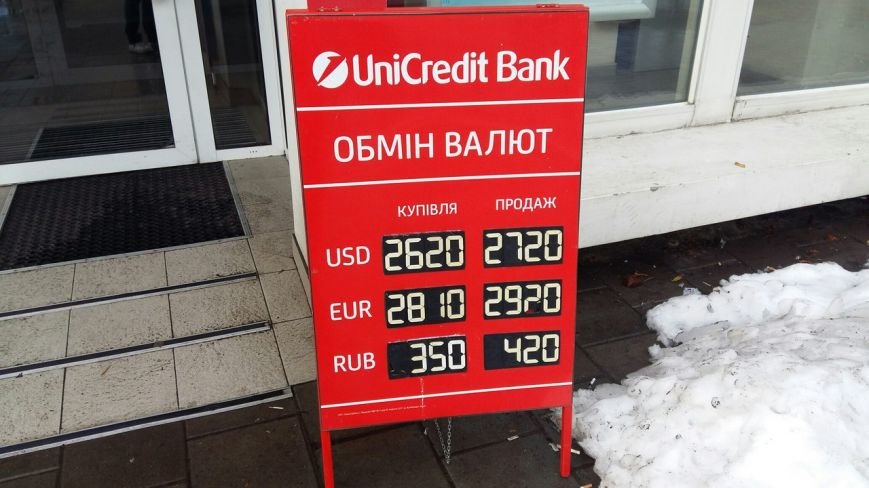 UniCredit Bank
ОБМІН ВАЛЮТ
КУПІВЛЯ ПРОДАЖ
USD 2620 2720
EUR 2810 2920
RUB 350 420